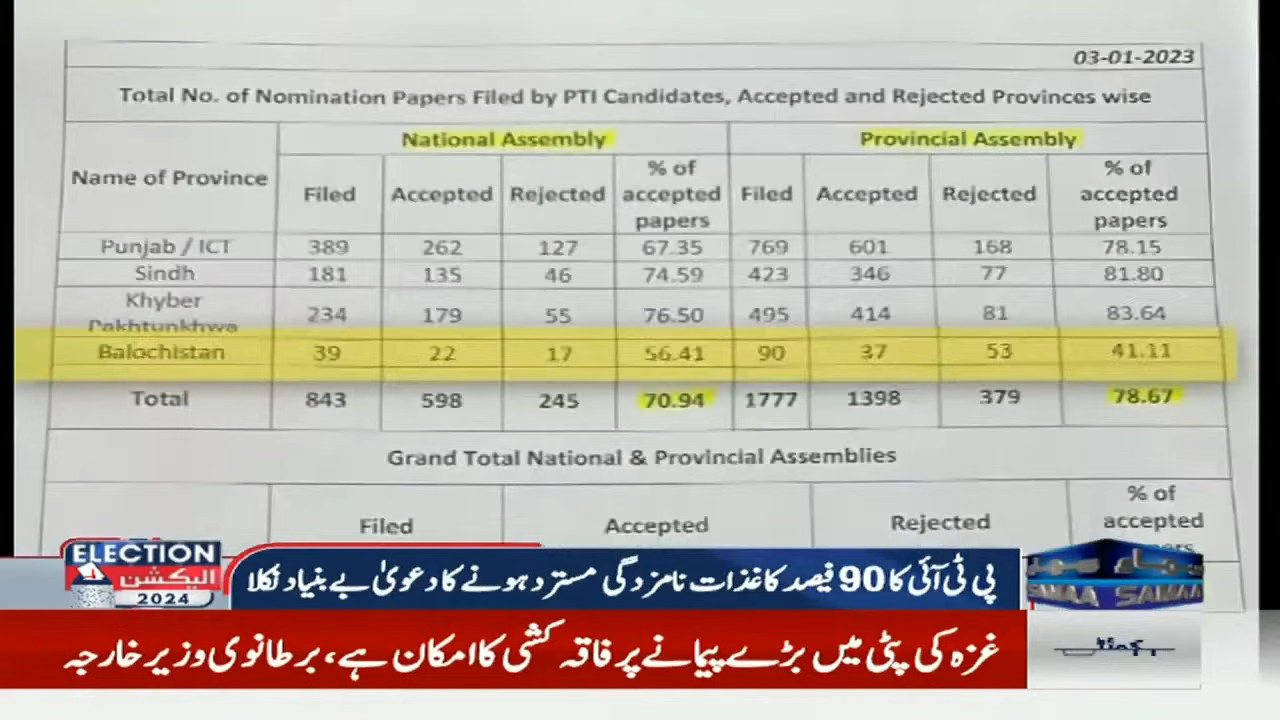 03-01-2023
Total No. of Nomination Papers Filed by PTI Candidates, Accepted and Rejected Provinces wise
Name of Province National Assembly Provincial Assembly
Filed Accepted Rejected % of accepted papers Filed Accepted Rejected % of accepted papers
Punjab / ICT 389 262 127 67.35 769 601 168 78.15
Sindh 181 135 46 74.59 423 346 77 81.80
Khyber Pakhtunkhwa 234 179 55 76.50 495 414 81 83.64
Balochistan 39 22 17 56.41 90 37 53 41.11
Total 843 598 245 70.94 1777 1398 379 78.67
Grand Total National & Provincial Assemblies
Filed Accepted Rejected % of accepted
ELECTION
الیکشن
2024
پی ٹی آئی کا 90 فیصد کاغذات نامزدگی مسترد ہونے کا دعویٰ بے بنیاد نکلا
SAMAA
غزہ کی پٹی میں بڑے پیمانے پر فاقہ کشی کا امکان ہے، برطانوی وزیر خارجہ